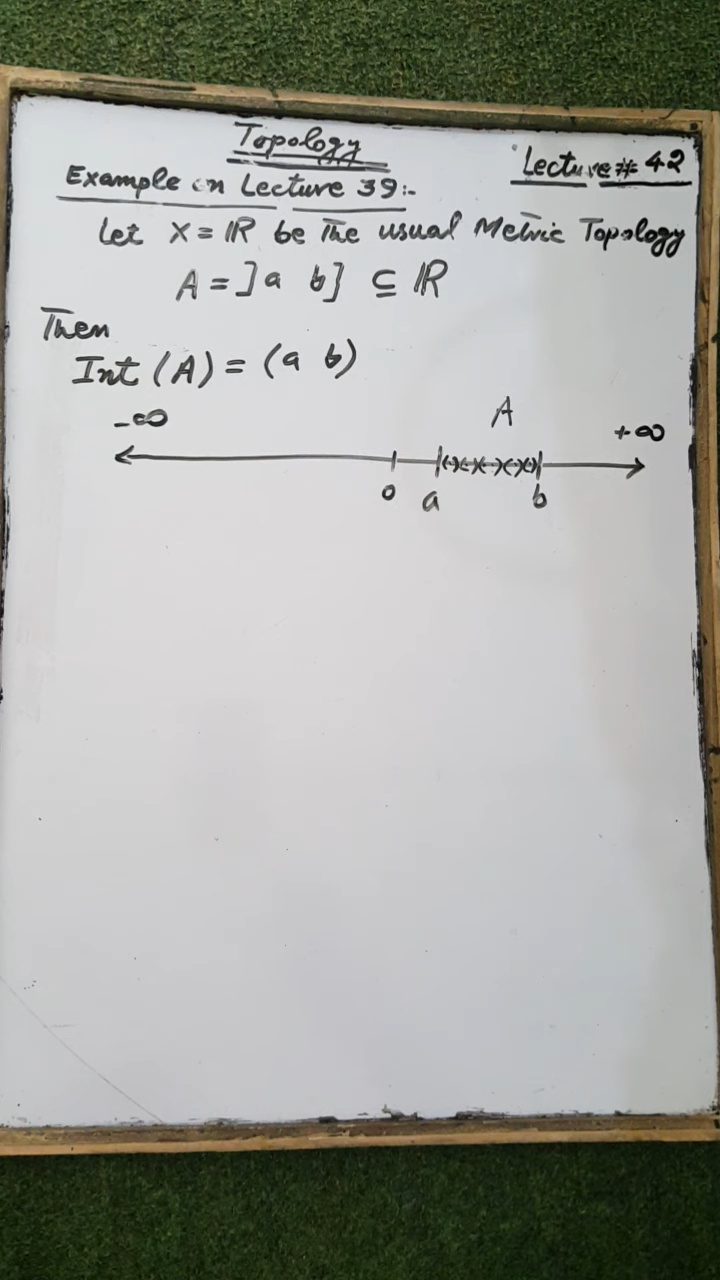 Topology
Lecture # 42
Example on Lecture 39:-
Let X = ℝ be the usual Metric Topology
A = ]a b] ⊆ ℝ
Then
Int (A) = (a b)
-∞ A +∞
0 a b